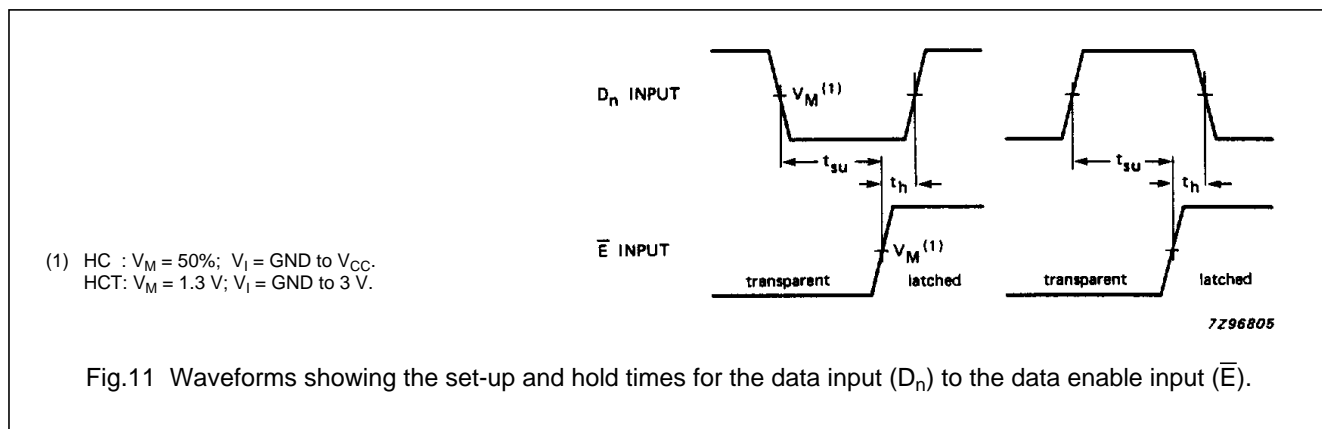 Dn INPUT
VM(1)
tsu
th
tsu
th
E̅ INPUT
VM(1)
transparent
latched
transparent
latched
7Z96805
(1) HC : VM = 50%; VI = GND to VCC.
HCT: VM = 1.3 V; VI = GND to 3 V.
Fig.11 Waveforms showing the set-up and hold times for the data input (Dn) to the data enable input (E̅).